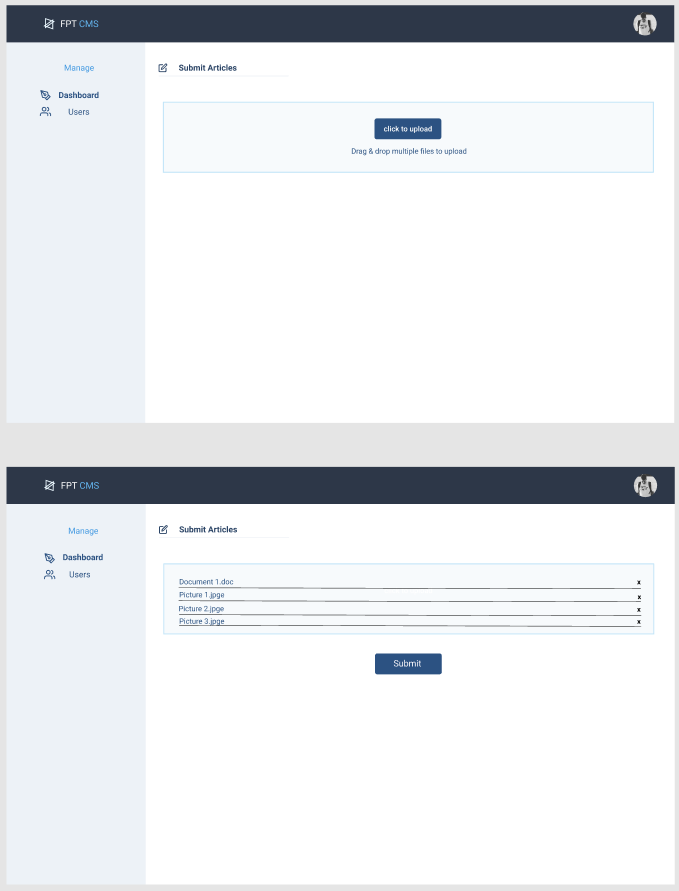 FPT CMS
Manage
Submit Articles
Dashboard
Users
click to upload
Drag & drop multiple files to upload
FPT CMS
Manage
Submit Articles
Dashboard
Users
Document 1.doc x
Picture 1.jpge x
Picture 2.jpge x
Picture 3.jpge x
Submit